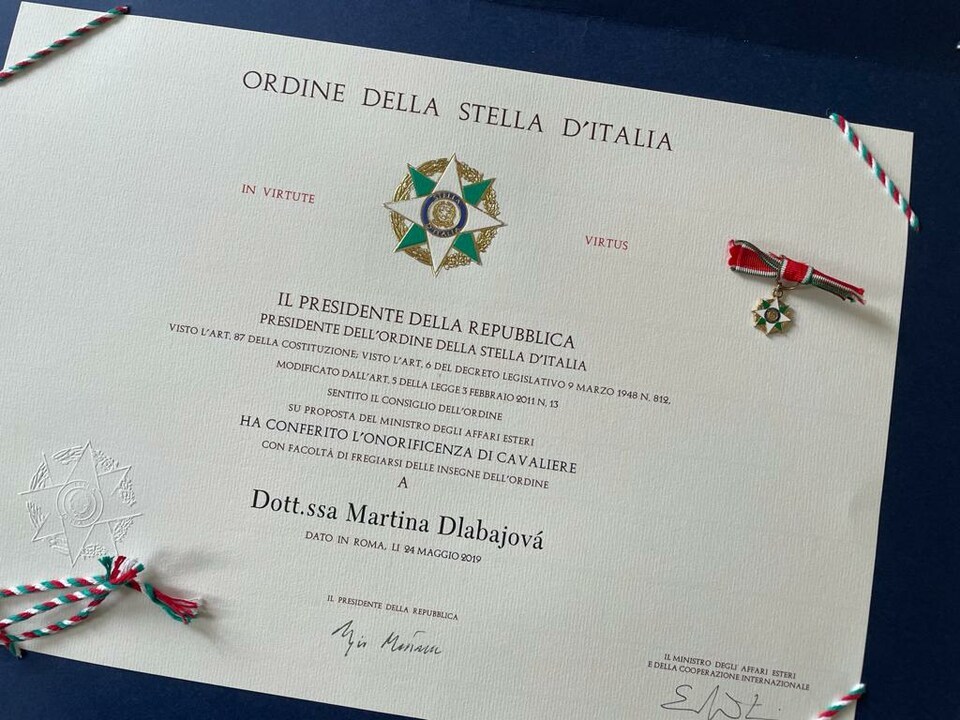 ORDINE DELLA STELLA D'ITALIA
IN VIRTUTE
STELLA
D'ITALIA
VIRTUS
IL PRESIDENTE DELLA REPUBBLICA
PRESIDENTE DELL'ORDINE DELLA STELLA D'ITALIA
VISTO L'ART. 87 DELLA COSTITUZIONE; VISTO L'ART. 6 DEL DECRETO LEGISLATIVO 9 MARZO 1948 N. 812,
MODIFICATO DALL'ART. 5 DELLA LEGGE 3 FEBBRAIO 2011 N. 13
SENTITO IL CONSIGLIO DELL'ORDINE
SU PROPOSTA DEL MINISTRO DEGLI AFFARI ESTERI
HA CONFERITO L'ONORIFICENZA DI CAVALIERE
CON FACOLTÀ DI FREGIARSI DELLE INSEGNE DELL'ORDINE
A
Dott.ssa Martina Dlabajová
DATO IN ROMA, LI 24 MAGGIO 2019
IL PRESIDENTE DELLA REPUBBLICA
IL MINISTRO DEGLI AFFARI ESTERI
E DELLA COOPERAZIONE INTERNAZIONALE